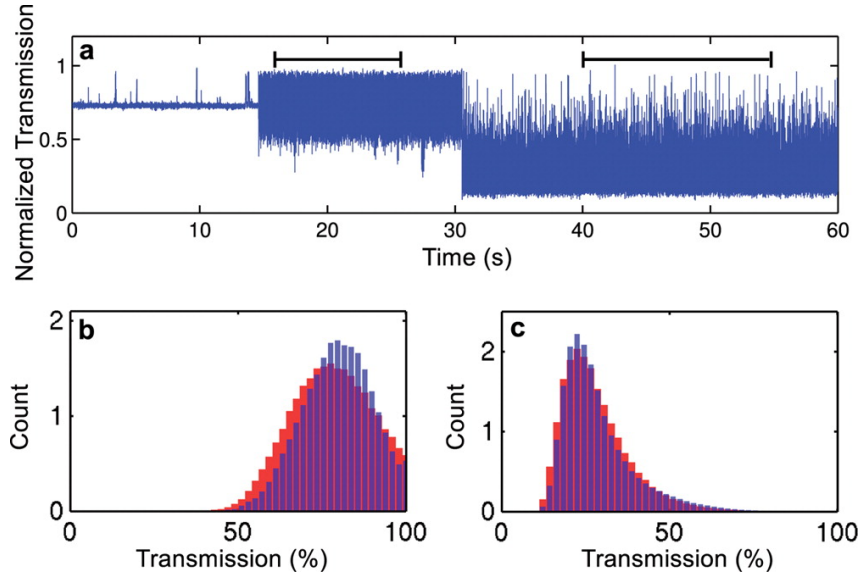 a
Normalized Transmission
1
0.5
0
0 10 20 30 40 50 60
Time (s)
b
Count
2
1
0
0 50 100
Transmission (%)
c
Count
2
1
0
0 50 100
Transmission (%)